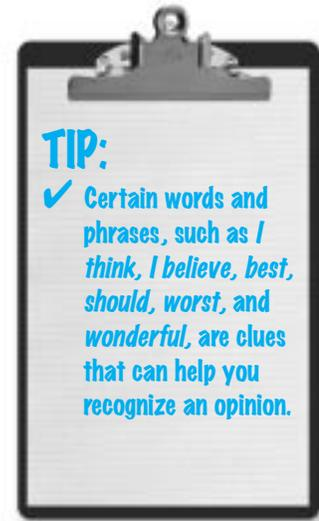 TIP:
✔ Certain words and
phrases, such as I
think, I believe, best,
should, worst, and
wonderful, are clues
that can help you
recognize an opinion.